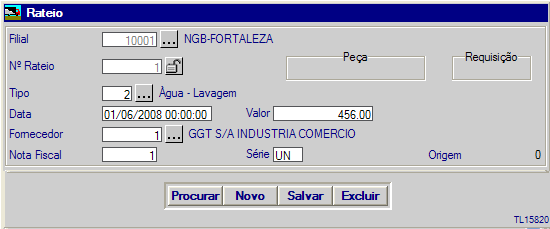 Rateio
Filial 10001 ... NGB-FORTALEZA
Peça Requisição
Nº Rateio 1
Tipo 2 ... Água - Lavagem
Data 01/06/2008 00:00:00 Valor 456.00
Fornecedor 1 ... GGT S/A INDUSTRIA COMERCIO
Nota Fiscal 1 Série UN Origem 0
Procurar Novo Salvar Excluir
TL15820